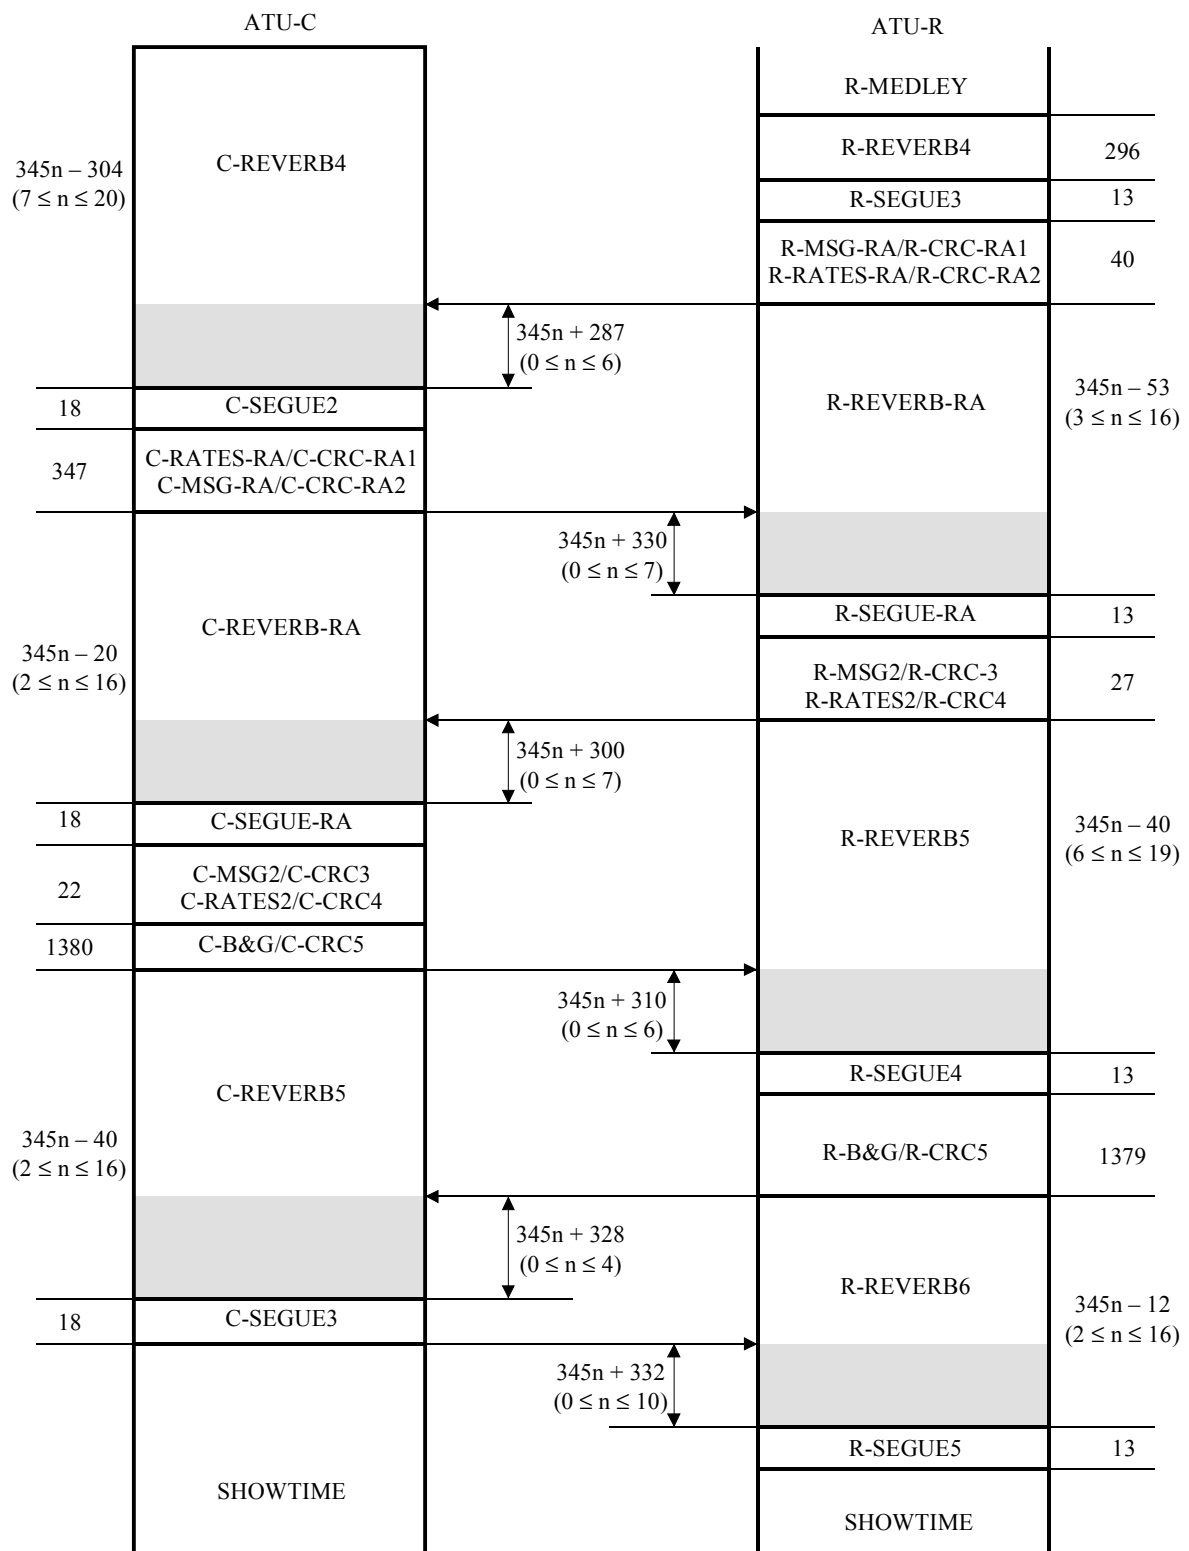 ATU-C
ATU-R
R-MEDLEY
C-REVERB4
345n – 304
(7 ≤ n ≤ 20)
R-REVERB4
296
R-SEGUE3
13
R-MSG-RA/R-CRC-RA1
R-RATES-RA/R-CRC-RA2
40
345n + 287
(0 ≤ n ≤ 6)
18
C-SEGUE2
R-REVERB-RA
345n – 53
(3 ≤ n ≤ 16)
347
C-RATES-RA/C-CRC-RA1
C-MSG-RA/C-CRC-RA2
345n + 330
(0 ≤ n ≤ 7)
C-REVERB-RA
345n – 20
(2 ≤ n ≤ 16)
R-SEGUE-RA
13
R-MSG2/R-CRC-3
R-RATES2/R-CRC4
27
345n + 300
(0 ≤ n ≤ 7)
18
C-SEGUE-RA
R-REVERB5
345n – 40
(6 ≤ n ≤ 19)
22
C-MSG2/C-CRC3
C-RATES2/C-CRC4
1380
C-B&G/C-CRC5
345n + 310
(0 ≤ n ≤ 6)
C-REVERB5
345n – 40
(2 ≤ n ≤ 16)
R-SEGUE4
13
R-B&G/R-CRC5
1379
345n + 328
(0 ≤ n ≤ 4)
R-REVERB6
345n – 12
(2 ≤ n ≤ 16)
18
C-SEGUE3
345n + 332
(0 ≤ n ≤ 10)
R-SEGUE5
13
SHOWTIME
SHOWTIME